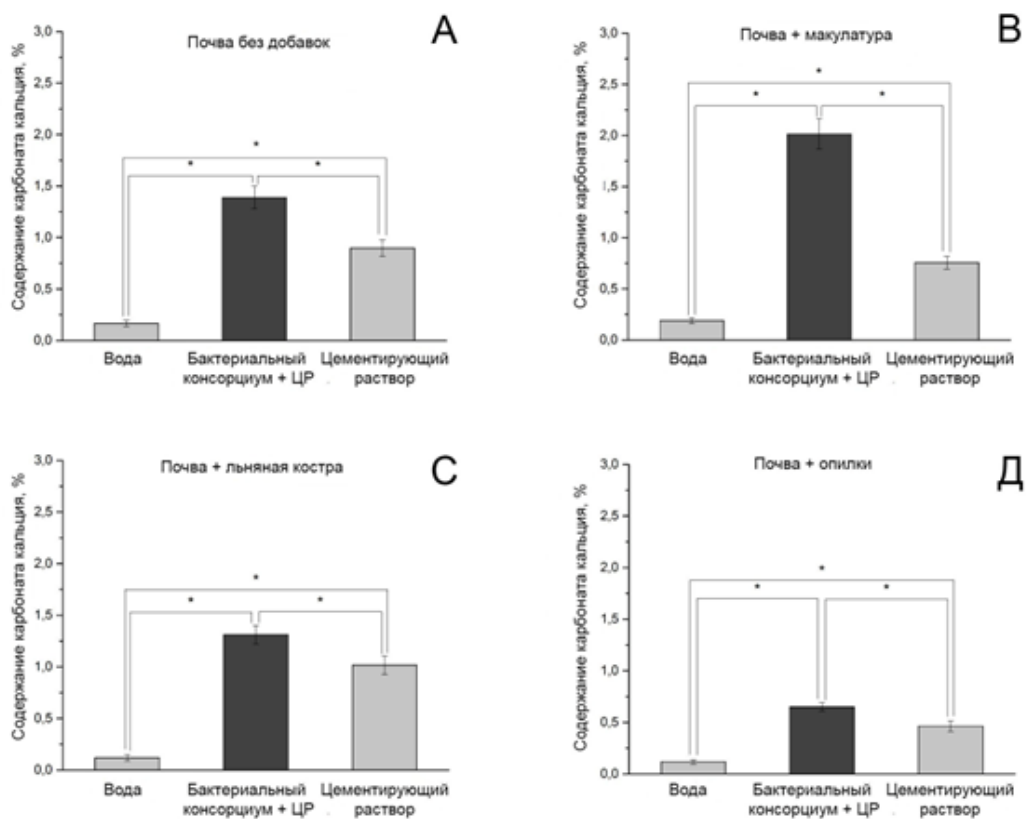 Почва без добавок
А
Содержание карбоната кальция, %
3,0
2,5
2,0
1,5
1,0
0,5
0,0
*
*
*
Вода
Бактериальный
консорциум + ЦР
Цементирующий
раствор
Почва + макулатура
В
Содержание карбоната кальция, %
3,0
2,5
2,0
1,5
1,0
0,5
0,0
*
*
*
Вода
Бактериальный
консорциум + ЦР
Цементирующий
раствор
Почва + льняная костра
С
Содержание карбоната кальция, %
3,0
2,5
2,0
1,5
1,0
0,5
0,0
*
*
*
Вода
Бактериальный
консорциум + ЦР
Цементирующий
раствор
Почва + опилки
Д
Содержание карбоната кальция, %
3,0
2,5
2,0
1,5
1,0
0,5
0,0
*
*
*
Вода
Бактериальный
консорциум + ЦР
Цементирующий
раствор